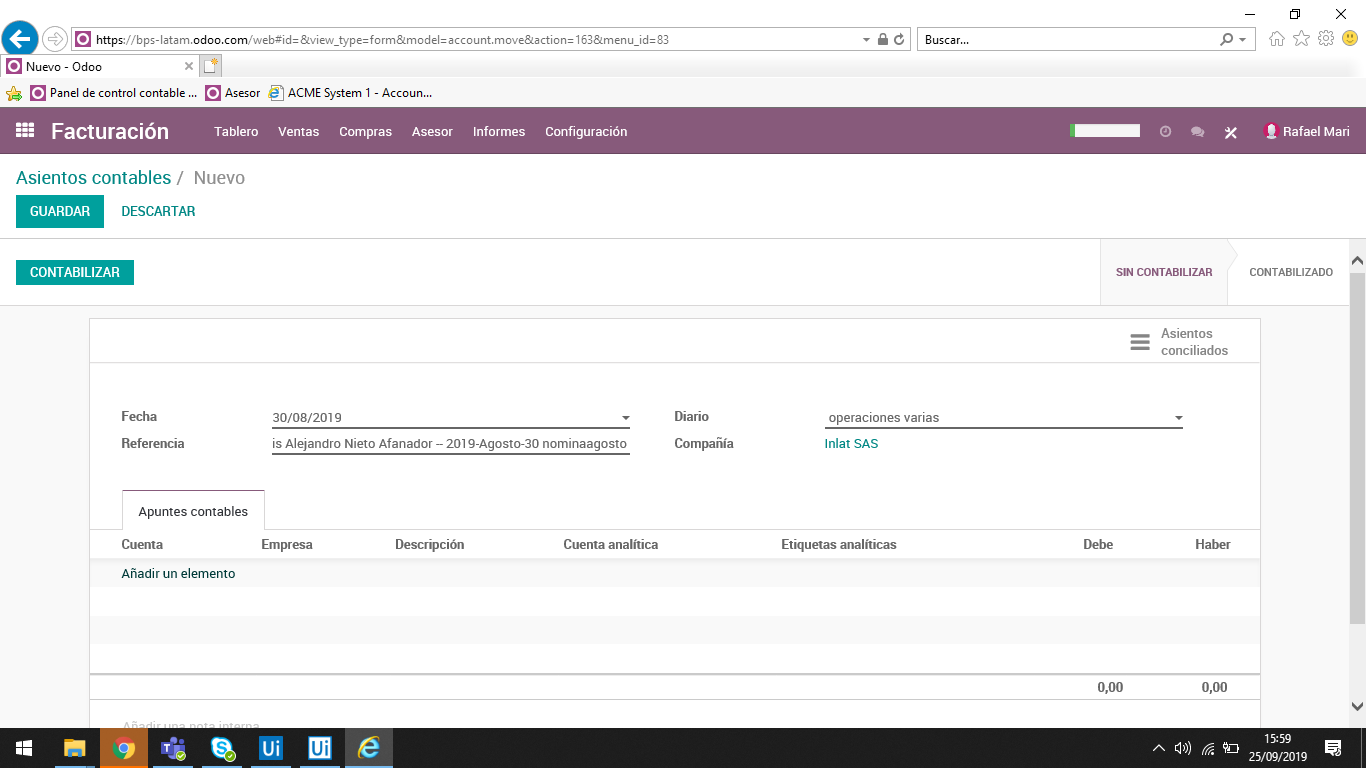 https://bps-latam.odoo.com/web#id=&view_type=form&model=account.move&action=163&menu_id=83
Buscar...
Nuevo - Odoo
Panel de control contable ...
Asesor
ACME System 1 - Accoun...
Facturación
Tablero
Ventas
Compras
Asesor
Informes
Configuración
Rafael Mari
Asientos contables / Nuevo
GUARDAR
DESCARTAR
CONTABILIZAR
SIN CONTABILIZAR
CONTABILIZADO
Asientos
conciliados
Fecha
30/08/2019
Diario
operaciones varias
Referencia
is Alejandro Nieto Afanador -- 2019-Agosto-30 nominaagosto
Compañía
Inlat SAS
Apuntes contables
Cuenta
Empresa
Descripción
Cuenta analítica
Etiquetas analíticas
Debe
Haber
Añadir un elemento
0,00
0,00
Añadir una nota interna
Ui
Ui
15:59
25/09/2019